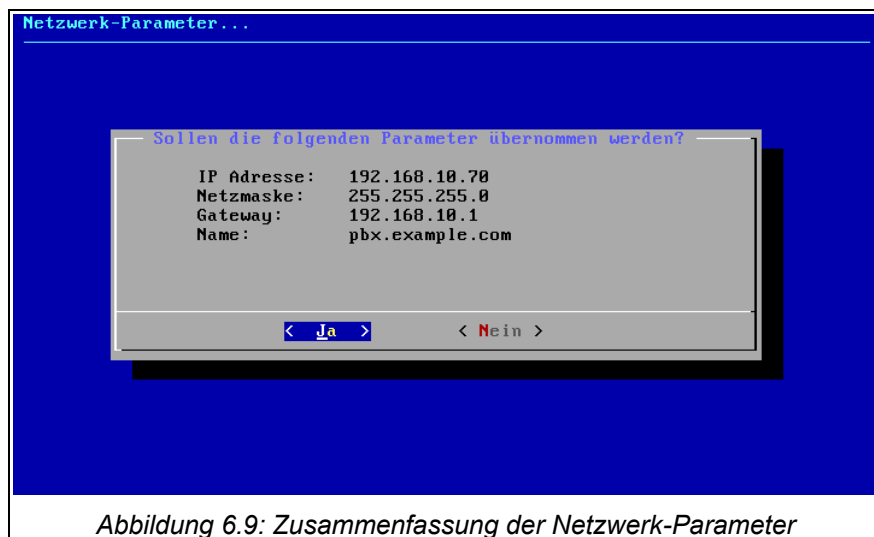 Netzwerk-Parameter...
Sollen die folgenden Parameter übernommen werden?
IP Adresse: 192.168.10.70
Netzmaske: 255.255.255.0
Gateway: 192.168.10.1
Name: pbx.example.com
< Ja > < Nein >
Abbildung 6.9: Zusammenfassung der Netzwerk-Parameter